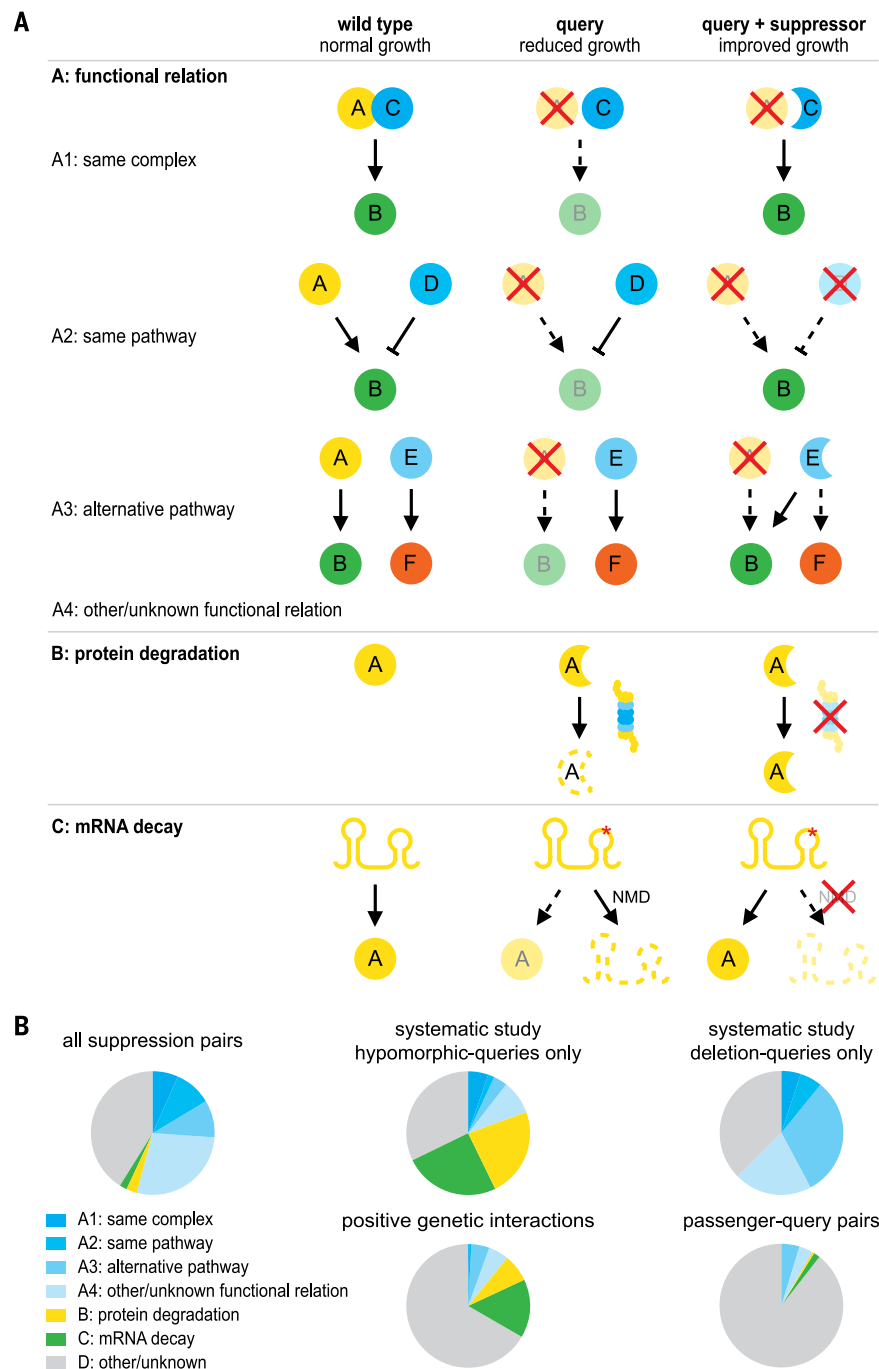 A
wild type
normal growth
query
reduced growth
query + suppressor
improved growth
A: functional relation
A C
A C
A C
A1: same complex
B
B
B
A D
A D
A D
A2: same pathway
B
B
B
A E
A E
A E
A3: alternative pathway
B F
B F
B F
A4: other/unknown functional relation
B: protein degradation
A
A
A
A
A
C: mRNA decay
*
*
NMD
NMD
A
A
A
B
all suppression pairs
systematic study
hypomorphic-queries only
systematic study
deletion-queries only
A1: same complex
A2: same pathway
A3: alternative pathway
A4: other/unknown functional relation
B: protein degradation
C: mRNA decay
D: other/unknown
positive genetic interactions
passenger-query pairs